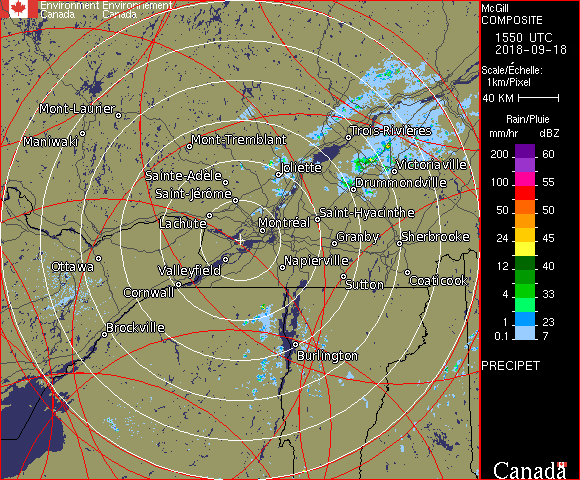 Environment Environnement
Canada Canada
McGill
COMPOSITE
1550 UTC
2018-09-18
Scale/Échelle:
1km/Pixel
40 KM
Rain/Pluie
mm/hr dBZ
200 60
100 55
50 50
24 45
12 40
4 33
1 23
0.1 7
PRECIPET
Canada
Mont-Laurier
Maniwaki
Mont-Tremblant
Trois-Rivières
Joliette
Victoriaville
Sainte-Adèle
Drummondville
Saint-Jérôme
Lachute
Montréal
Saint-Hyacinthe
Granby
Sherbrooke
Ottawa
Valleyfield
Napierville
Cornwall
Sutton
Coaticook
Brockville
Burlington